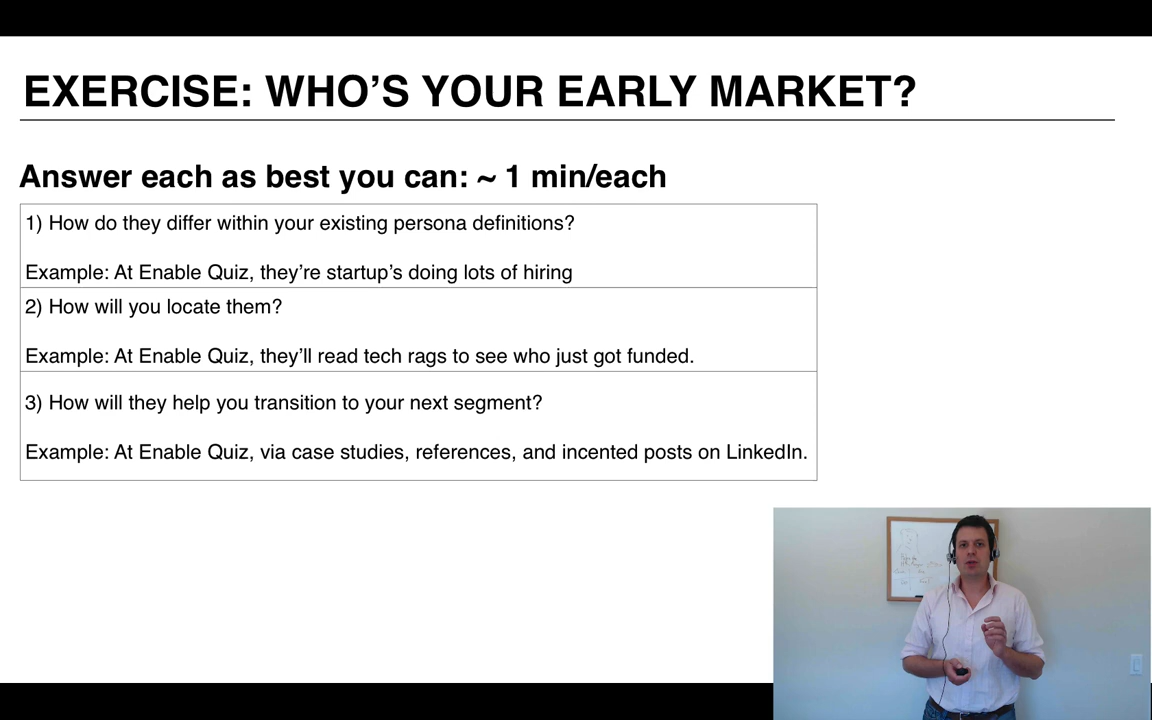 EXERCISE: WHO’S YOUR EARLY MARKET?
Answer each as best you can: ~ 1 min/each
1) How do they differ within your existing persona definitions?
Example: At Enable Quiz, they’re startup’s doing lots of hiring
2) How will you locate them?
Example: At Enable Quiz, they’ll read tech rags to see who just got funded.
3) How will they help you transition to your next segment?
Example: At Enable Quiz, via case studies, references, and incented posts on LinkedIn.